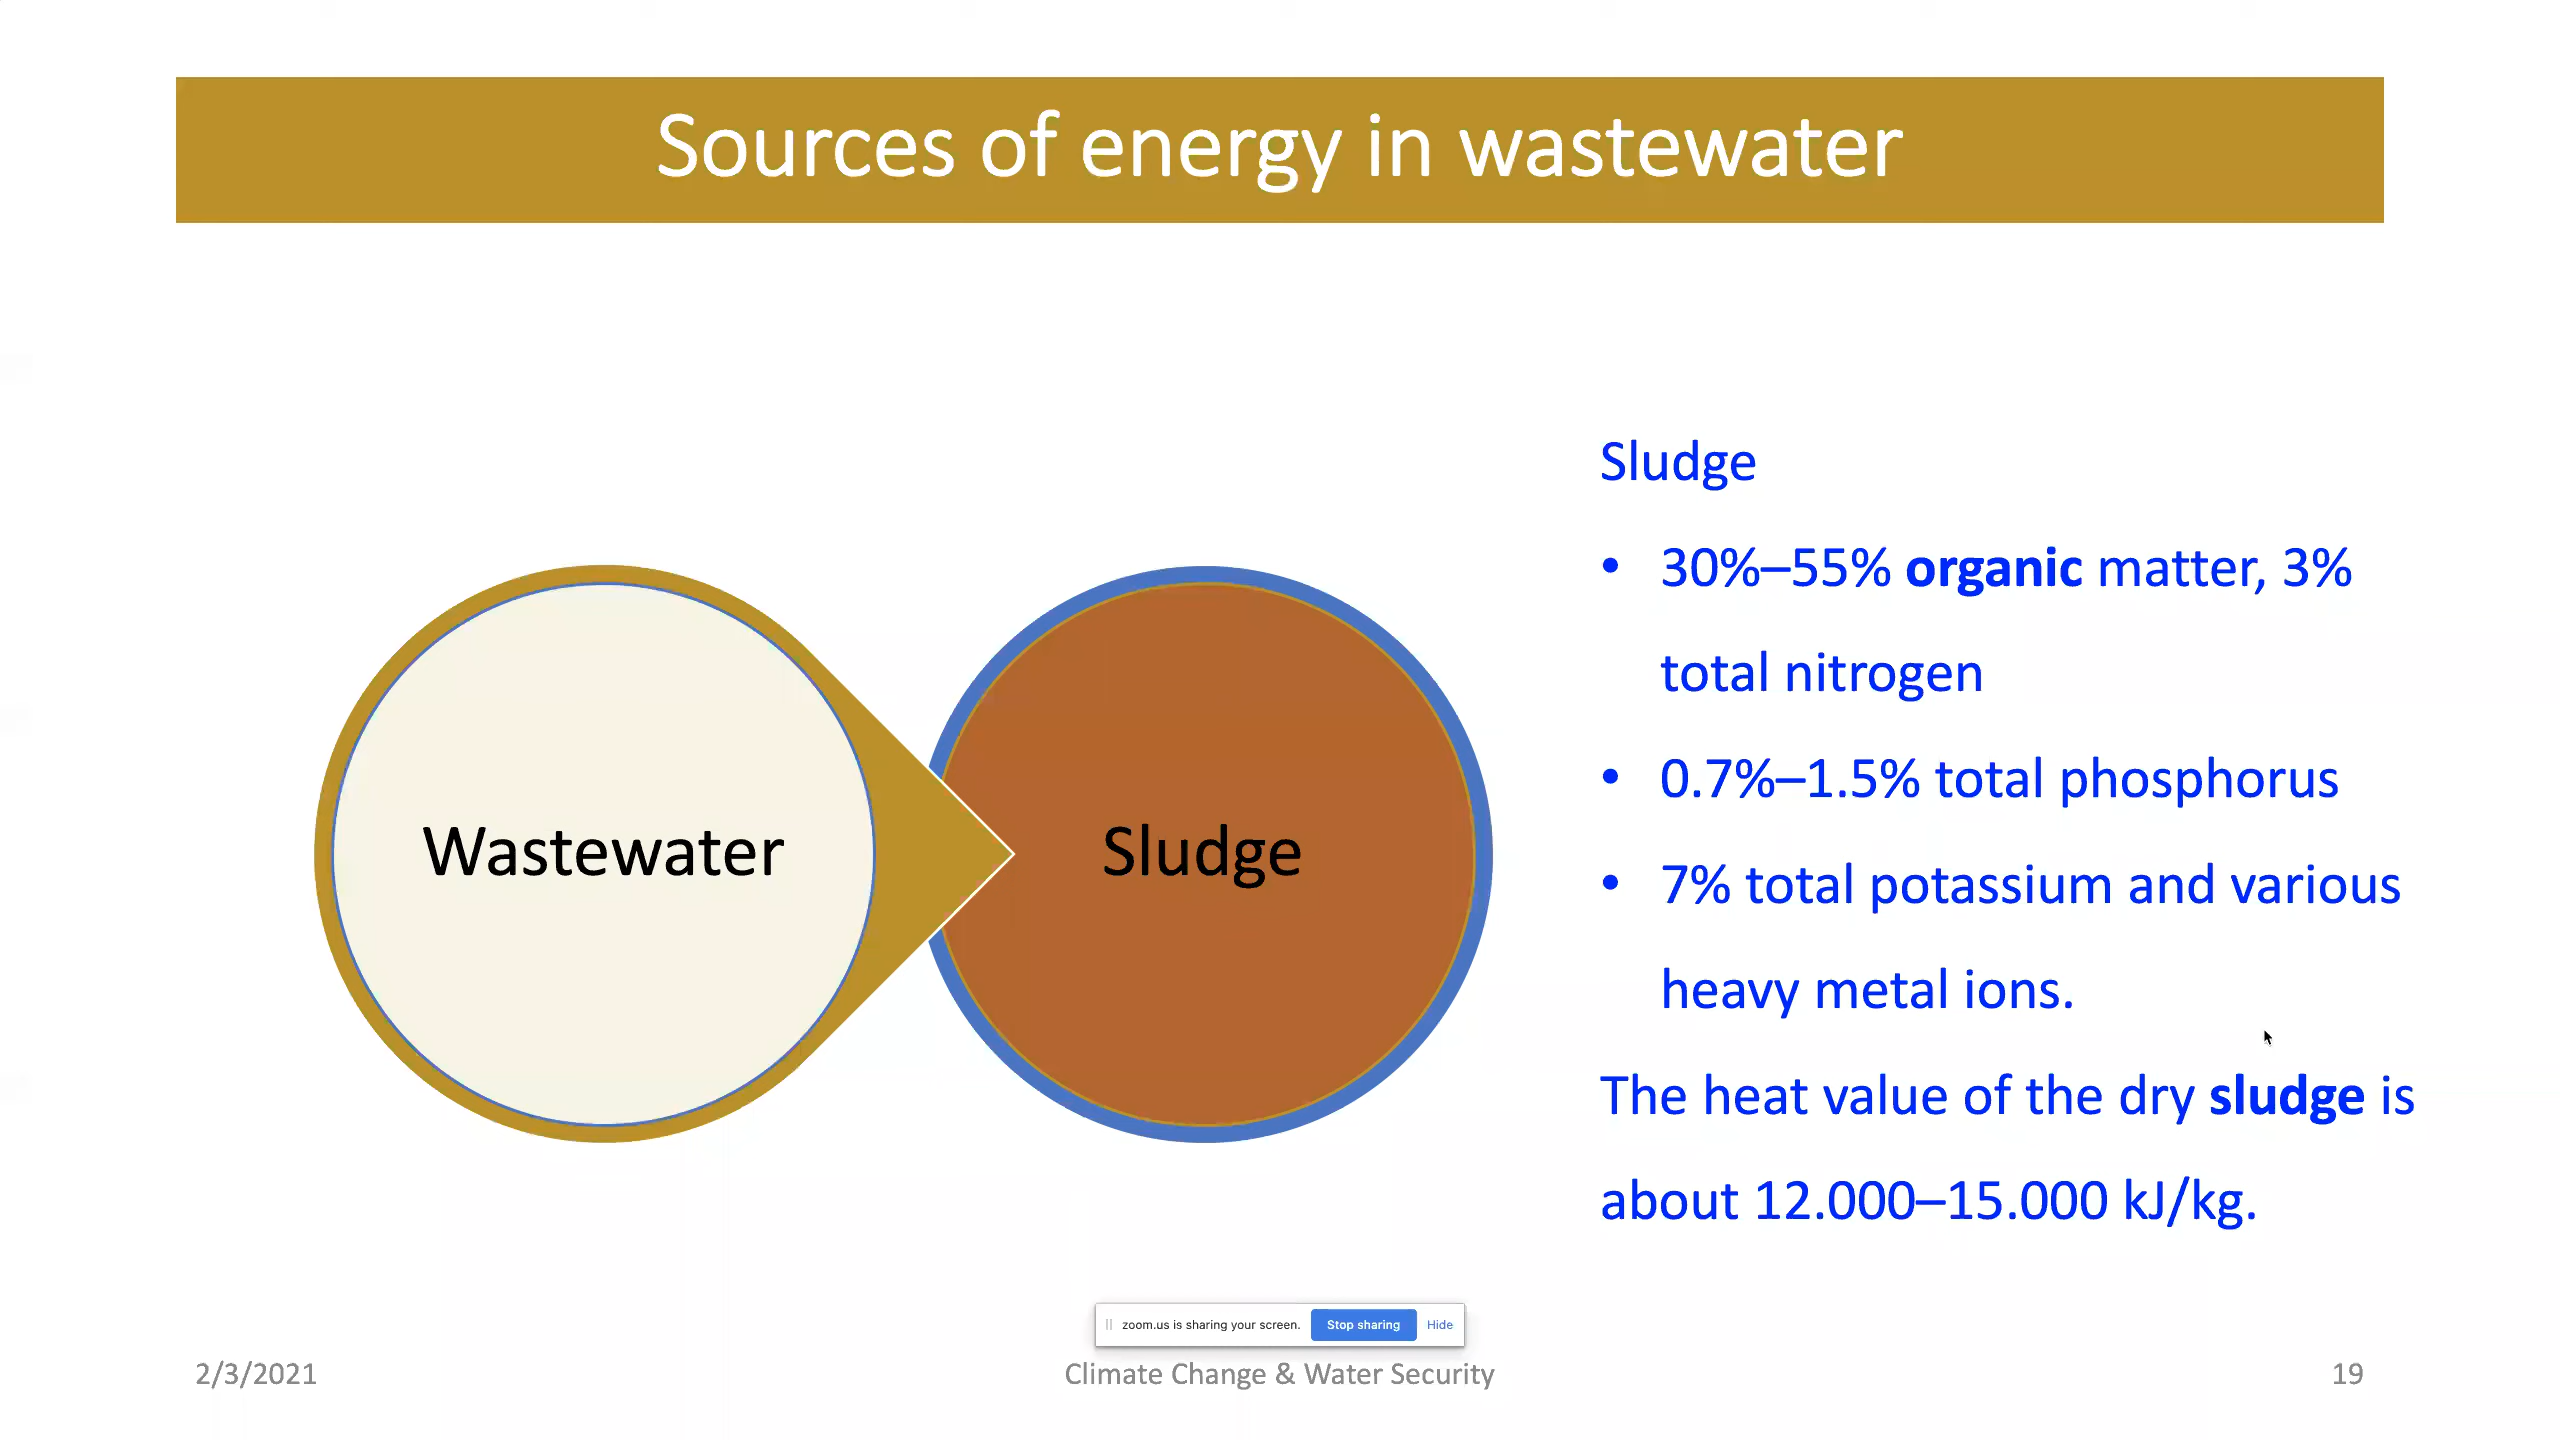 Sources of energy in wastewater
Wastewater
Sludge
Sludge
• 30%–55% organic matter, 3%
total nitrogen
• 0.7%–1.5% total phosphorus
• 7% total potassium and various
heavy metal ions.
The heat value of the dry sludge is
about 12.000–15.000 kJ/kg.
zoom.us is sharing your screen. Stop sharing Hide
2/3/2021 Climate Change & Water Security 19